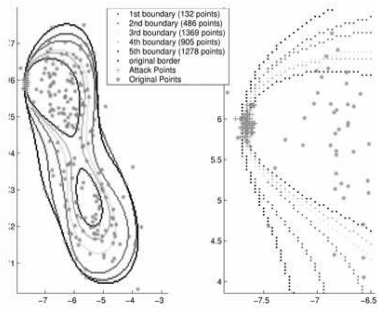 1st boundary (132 points)
2nd boundary (486 points)
3rd boundary (1369 points)
4th boundary (905 points)
5th boundary (1278 points)
original border
Attack Points
Original Points
7
6
5
4
3
2
1
−7 −6 −5 −4 −3
6
5.5
5
4.5
4
−7.5 −7 −6.5